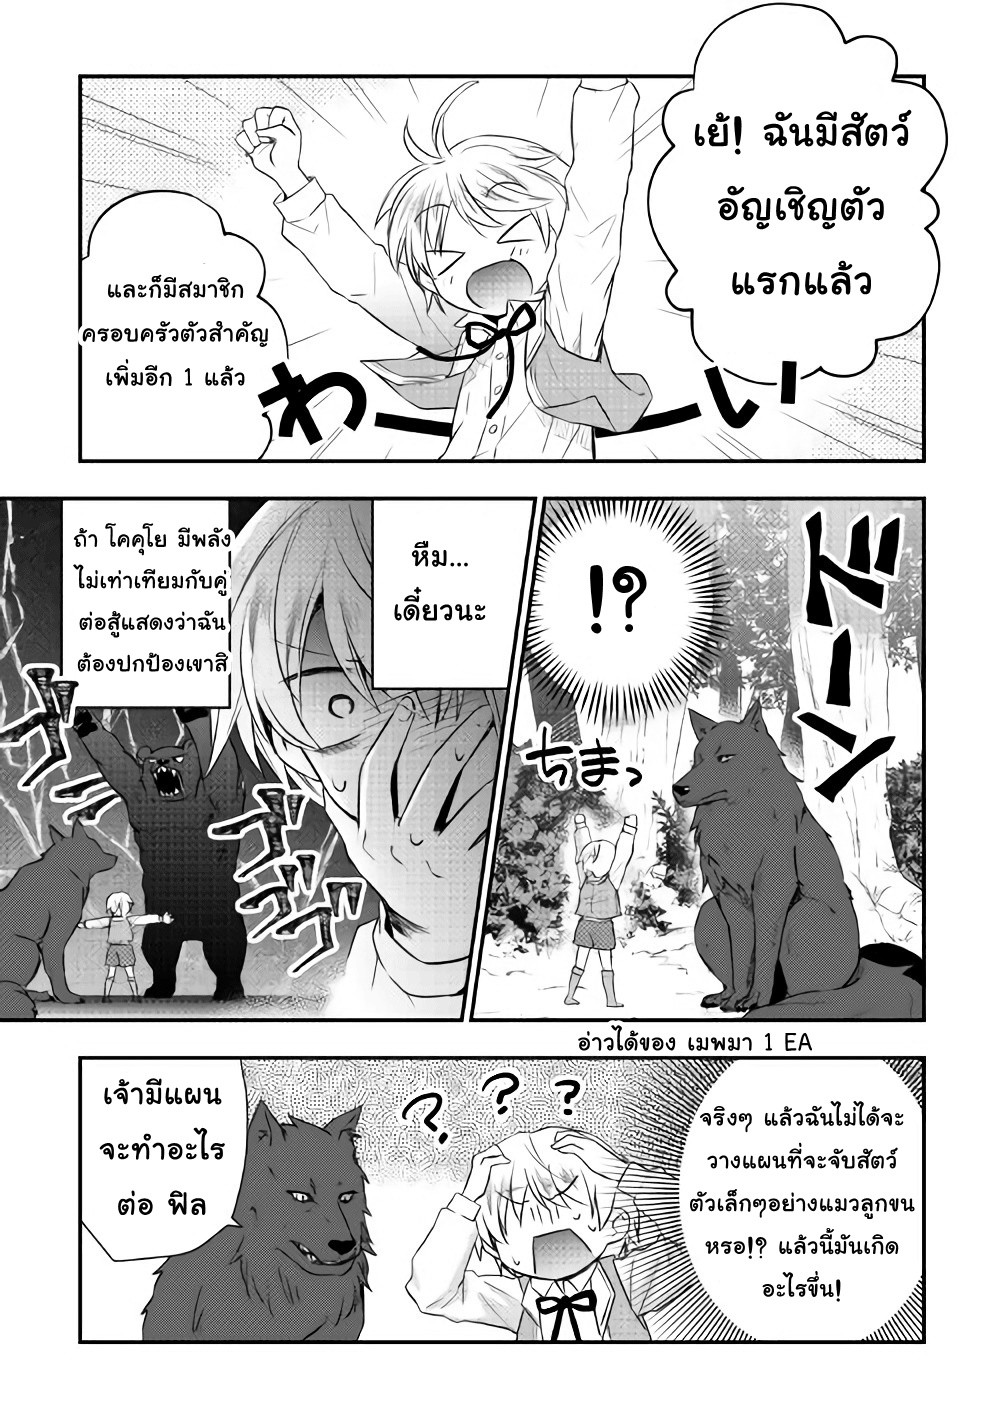 เย้! ฉันมีสัตว์
อัญเชิญตัว
แรกแล้ว
และก็มีสมาชิก
ครอบครัวตัวสำคัญ
เพิ่มอีก 1 แล้ว
わーーい
!?
ズーン
ちまっ
หืม...
เดี๋ยวนะ
ถ้า โคคุโย มีพลัง
ไม่เท่าเทียมกับคู่
ต่อสู้แสดงว่าฉัน
ต้องปกป้องเขาสิ
ゴゴゴ
ゴゴゴゴ
อ่าวได้ของ เมพมา 1 EA
จริงๆ แล้วฉันไม่ได้จะ
วางแผนที่จะจับสัตว์
ตัวเล็กๆอย่างแมวลูกขน
หรอ!? แล้วนี้มันเกิด
อะไรขึ้น!
? ? ?
เจ้ามีแผน
จะทำอะไร
ต่อ ฟิล